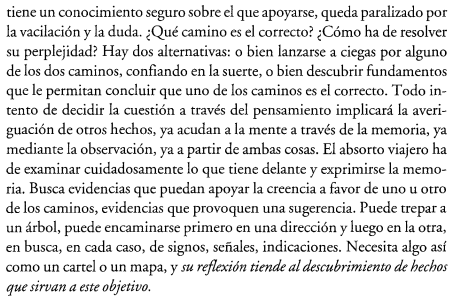 tiene un conocimiento seguro sobre el que apoyarse, queda paralizado por
la vacilación y la duda. ¿Qué camino es el correcto? ¿Cómo ha de resolver
su perplejidad? Hay dos alternativas: o bien lanzarse a ciegas por alguno
de los dos caminos, confiando en la suerte, o bien descubrir fundamentos
que le permitan concluir que uno de los caminos es el correcto. Todo in-
tento de decidir la cuestión a través del pensamiento implicará la averi-
guación de otros hechos, ya acudan a la mente a través de la memoria, ya
mediante la observación, ya a partir de ambas cosas. El absorto viajero ha
de examinar cuidadosamente lo que tiene delante y exprimirse la memo-
ria. Busca evidencias que puedan apoyar la creencia a favor de uno u otro
de los caminos, evidencias que provoquen una sugerencia. Puede trepar a
un árbol, puede encaminarse primero en una dirección y luego en la otra,
en busca, en cada caso, de signos, señales, indicaciones. Necesita algo así
como un cartel o un mapa, y su reflexión tiende al descubrimiento de hechos
que sirvan a este objetivo.